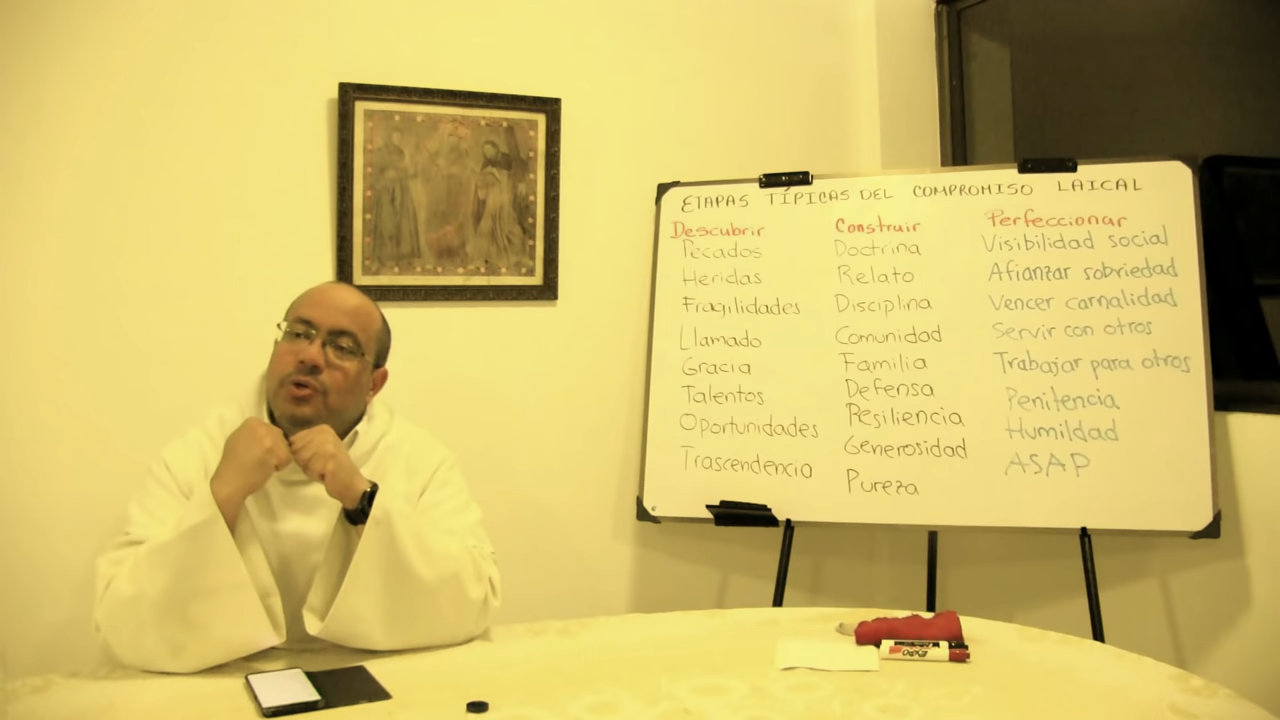 ETAPAS TÍPICAS DEL COMPROMISO LAICAL
Descubrir
Pecados
Heridas
Fragilidades
Llamado
Gracia
Talentos
Oportunidades
Trascendencia
Construir
Doctrina
Relato
Disciplina
Comunidad
Familia
Defensa
Resiliencia
Generosidad
Pureza
Perfeccionar
Visibilidad social
Afianzar sobriedad
Vencer carnalidad
Servir con otros
Trabajar para otros
Penitencia
Humildad
ASAP
EXPO